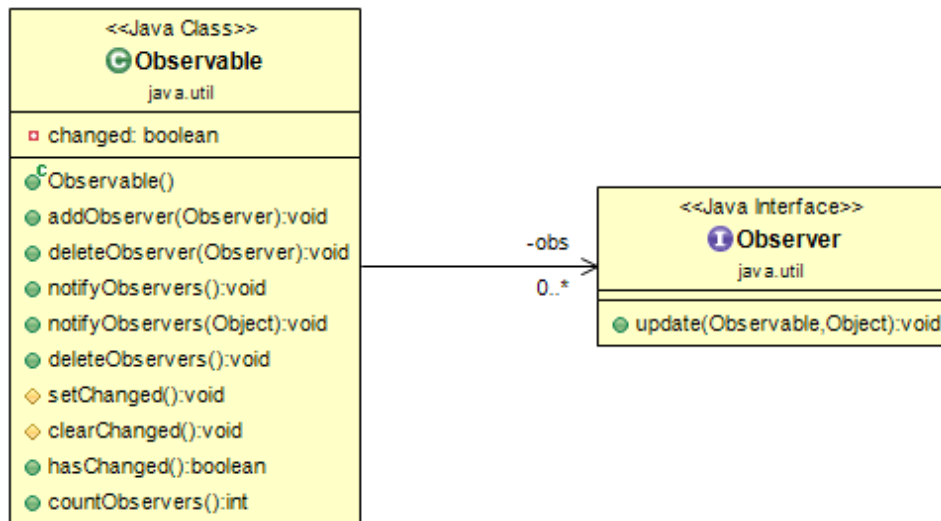 <<Java Class>>
C Observable
java.util
changed: boolean
C Observable()
addObserver(Observer):void
deleteObserver(Observer):void
notifyObservers():void
notifyObservers(Object):void
deleteObservers():void
setChanged():void
clearChanged():void
hasChanged():boolean
countObservers():int
-obs
0..*
<<Java Interface>>
I Observer
java.util
update(Observable,Object):void